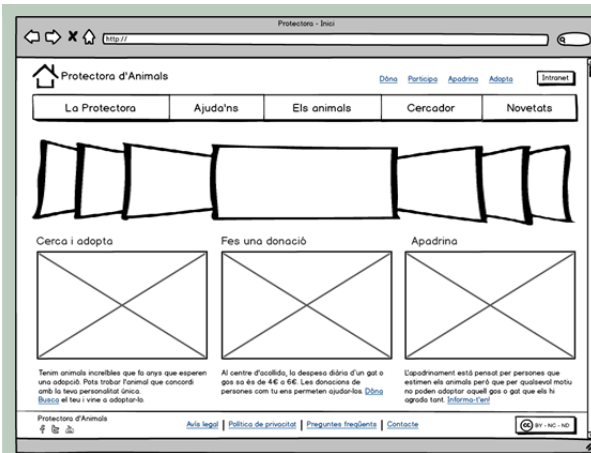 Protectora - Inici
http://
Protectora d'Animals
Dóna Participa Apadrina Adopta Intranet
La Protectora Ajuda'ns Els animals Cercador Novetats
Cerca i adopta
Fes una donació
Apadrina
Tenim animals increïbles que fa anys que esperen
una adopció. Pots trobar l'animal que concordi
amb la teva personalitat única.
Busca el teu i vine a adoptar-lo.
Al centre d'acollida, la despesa diària d'un gat o
gos sa és de 4€ a 6€. Les donacions de
persones com tu ens permeten ajudar-los. Dóna
L'apadrinament està pensat per persones que
estimen els animals però que per qualsevol motiu
no poden adoptar aquell gos o gat que els hi
agrada tant. Informa-t'en!
Protectora d'Animals
Avís legal | Política de privacitat | Preguntes freqüents | Contacte
cc BY - NC - ND